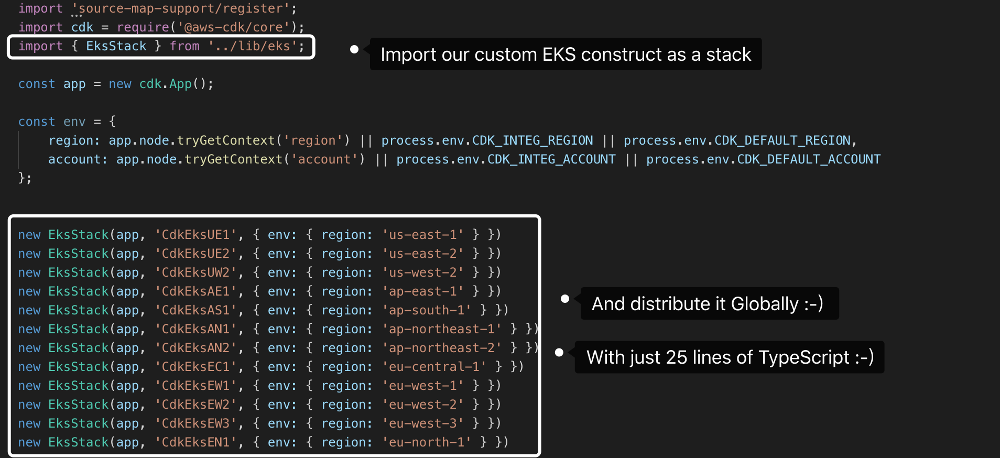 import 'source-map-support/register';
import cdk = require('@aws-cdk/core');
import { EksStack } from '../lib/eks';
Import our custom EKS construct as a stack
const app = new cdk.App();
const env = {
region: app.node.tryGetContext('region') || process.env.CDK_INTEG_REGION || process.env.CDK_DEFAULT_REGION,
account: app.node.tryGetContext('account') || process.env.CDK_INTEG_ACCOUNT || process.env.CDK_DEFAULT_ACCOUNT
};
new EksStack(app, 'CdkEksUE1', { env: { region: 'us-east-1' } })
new EksStack(app, 'CdkEksUE2', { env: { region: 'us-east-2' } })
new EksStack(app, 'CdkEksUW2', { env: { region: 'us-west-2' } })
new EksStack(app, 'CdkEksAE1', { env: { region: 'ap-east-1' } })
new EksStack(app, 'CdkEksAS1', { env: { region: 'ap-south-1' } })
new EksStack(app, 'CdkEksAN1', { env: { region: 'ap-northeast-1' } })
new EksStack(app, 'CdkEksAN2', { env: { region: 'ap-northeast-2' } })
new EksStack(app, 'CdkEksEC1', { env: { region: 'eu-central-1' } })
new EksStack(app, 'CdkEksEW1', { env: { region: 'eu-west-1' } })
new EksStack(app, 'CdkEksEW2', { env: { region: 'eu-west-2' } })
new EksStack(app, 'CdkEksEW3', { env: { region: 'eu-west-3' } })
new EksStack(app, 'CdkEksEN1', { env: { region: 'eu-north-1' } })
And distribute it Globally :-)
With just 25 lines of TypeScript :-)